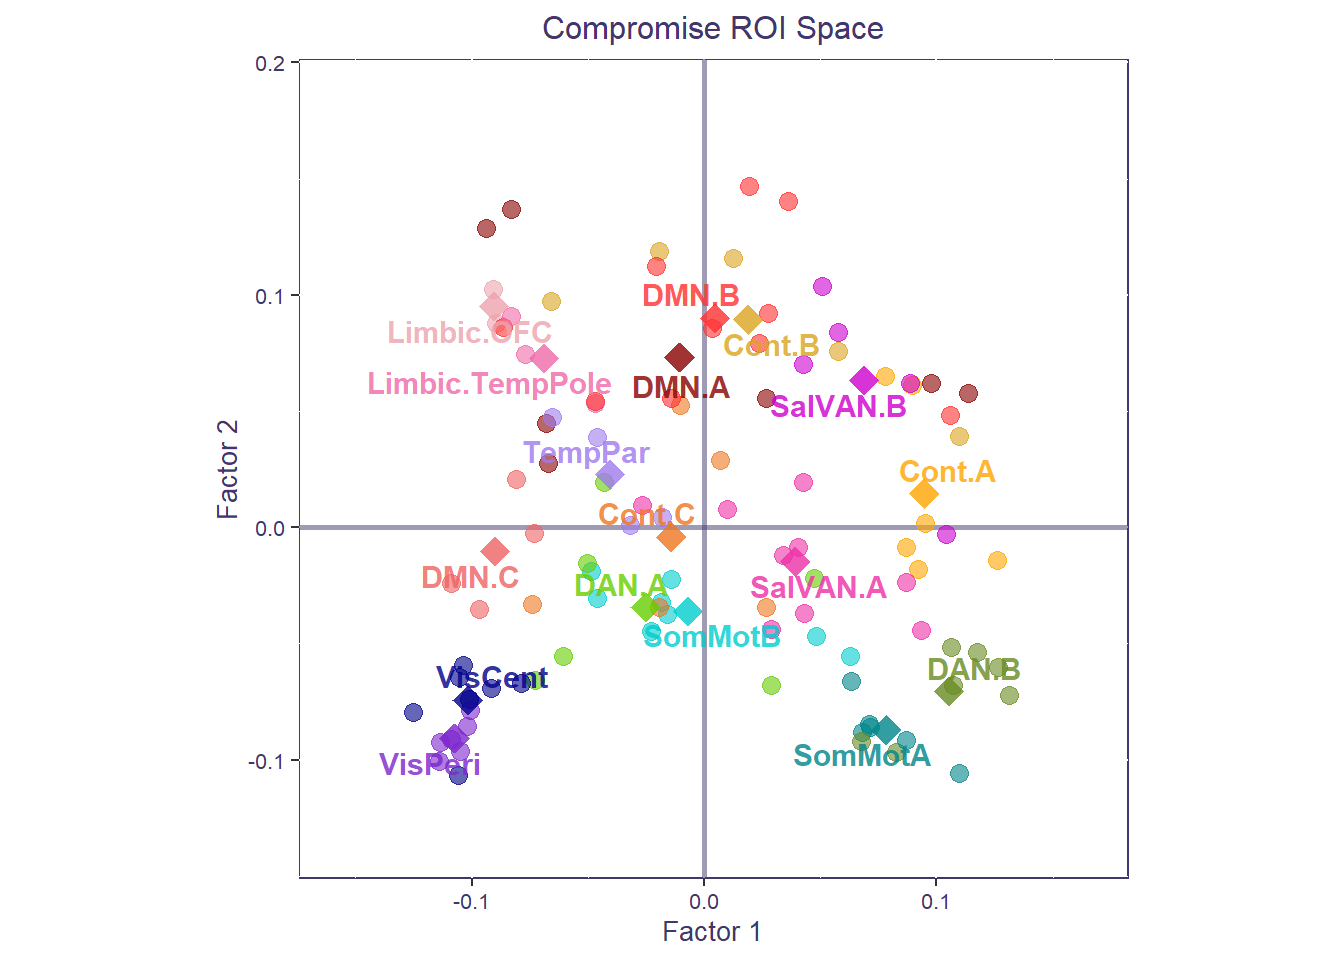 Compromise ROI Space
0.2
0.1
0.0
-0.1
Factor 2
DMN.B
Limbic.OFC
Cont.B
Limbic.TempPole
DMN.A
SalVAN.B
TempPar
Cont.A
Cont.C
DMN.C
DAN.A
SalVAN.A
SomMotB
VisCent
DAN.B
VisPeri
SomMotA
-0.1
0.0
0.1
Factor 1